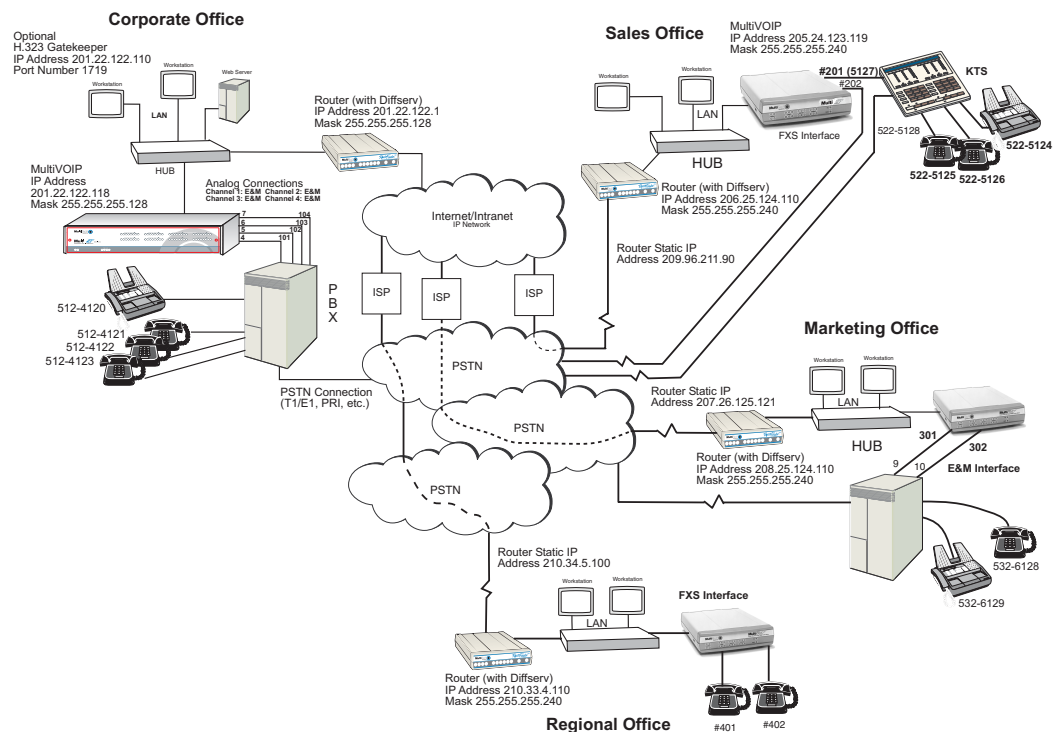 Corporate Office
Optional
H.323 Gatekeeper
IP Address 201.22.122.110
Port Number 1719
Workstation
Workstation
Web Server
LAN
HUB
Router (with Diffserv)
IP Address 201.22.122.1
Mask 255.255.255.128
MultiVOIP
IP Address
201.22.122.118
Mask 255.255.255.128
Analog Connections
Channel 1: E&M Channel 2: E&M
Channel 3: E&M Channel 4: E&M
7
104
6
103
5
102
4
101
512-4120
512-4121
512-4122
512-4123
P
B
X
PSTN Connection
(T1/E1, PRI, etc.)
Internet/Intranet
IP Network
ISP
ISP
ISP
PSTN
PSTN
PSTN
Sales Office
MultiVOIP
IP Address 205.24.123.119
Mask 255.255.255.240
Workstation
Workstation
LAN
HUB
Multi
FXS Interface
#201 (5127)
#202
KTS
522-5128
522-5124
522-5125
522-5126
Router (with Diffserv)
IP Address 206.25.124.110
Mask 255.255.255.240
Router Static IP
Address 209.96.211.90
Marketing Office
Workstation
Workstation
LAN
HUB
Router Static IP
Address 207.26.125.121
Router (with Diffserv)
IP Address 208.25.124.110
Mask 255.255.255.240
301
302
9
10
E&M Interface
532-6128
532-6129
Router Static IP
Address 210.34.5.100
Workstation
Workstation
LAN
FXS Interface
Router (with Diffserv)
IP Address 210.33.4.110
Mask 255.255.255.240
Regional Office
#401
#402